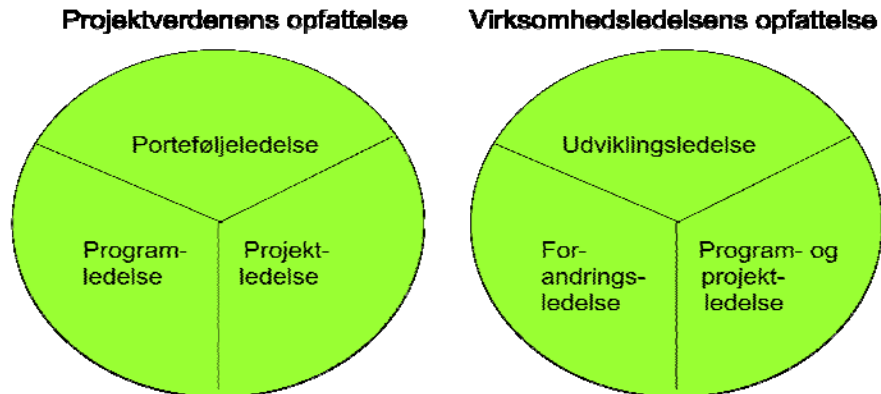 Projektverdenens opfattelse
Virksomhedsledelsens opfattelse
Porteføljeledelse
Program-
ledelse
Projekt-
ledelse
Udviklingsledelse
For-
andrings-
ledelse
Program- og
projekt-
ledelse